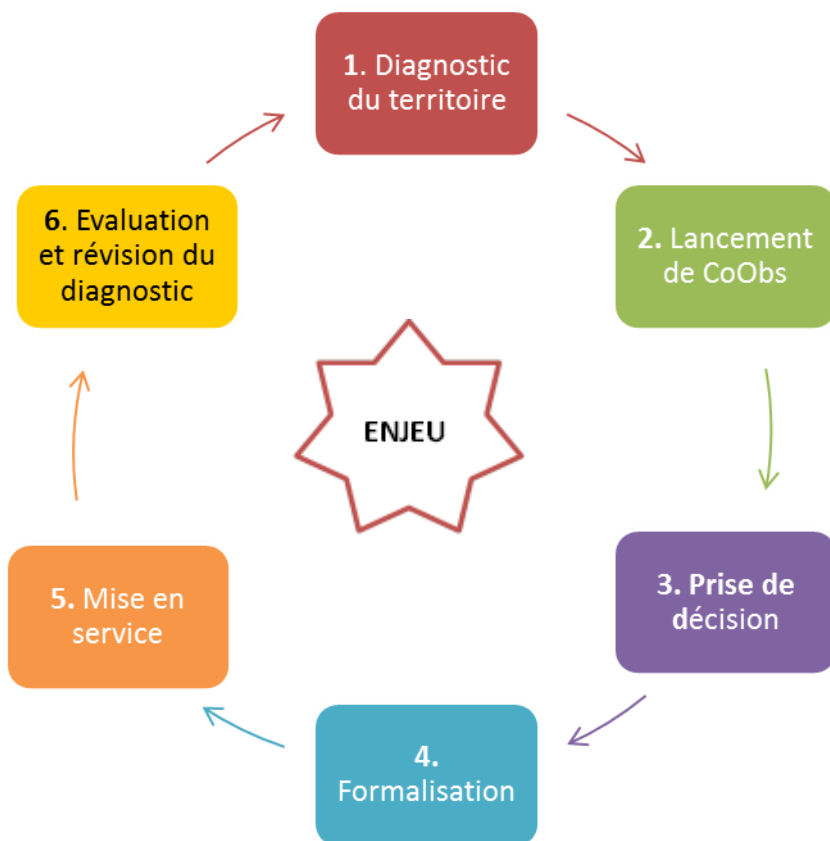 1. Diagnostic
du territoire
2. Lancement
de CoObs
3. Prise de
décision
4.
Formalisation
5. Mise en
service
6. Evaluation
et révision du
diagnostic
ENJEU